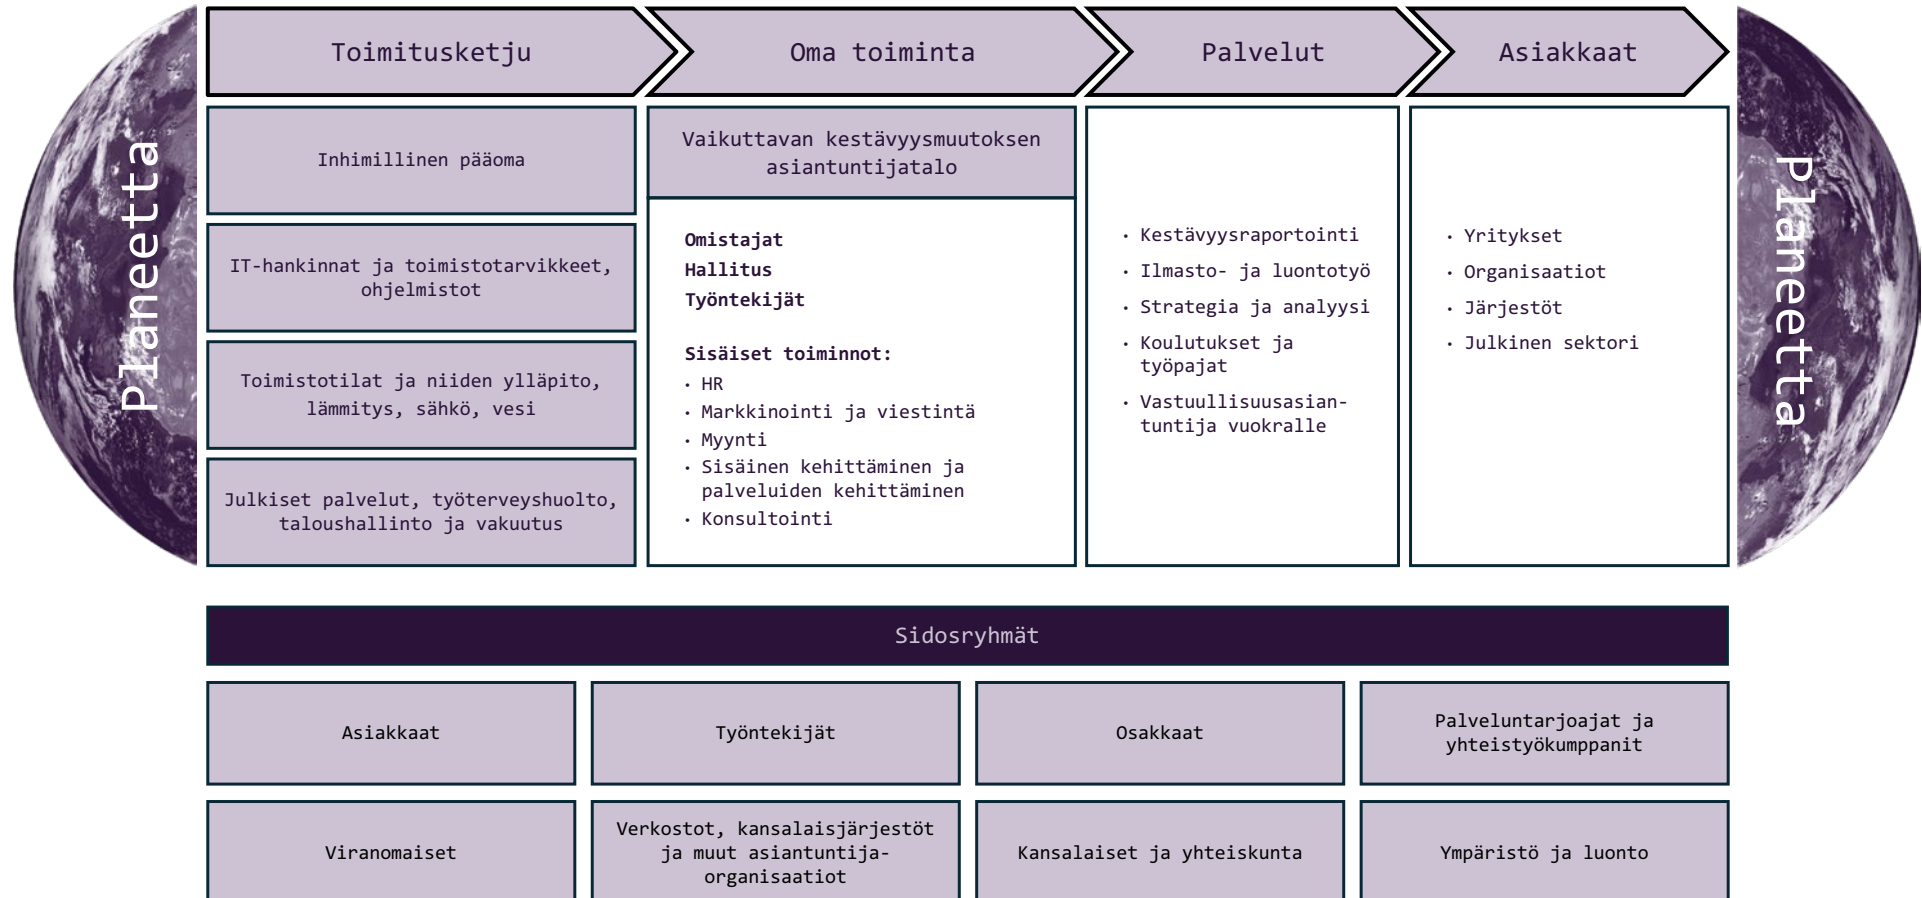 Planeetta
Toimitusketju
Oma toiminta
Palvelut
Asiakkaat
Planeetta
Inhimillinen pääoma
IT-hankinnat ja toimistotarvikkeet,
ohjelmistot
Toimistotilat ja niiden ylläpito,
lämmitys, sähkö, vesi
Julkiset palvelut, työterveyshuolto,
taloushallinto ja vakuutus
Vaikuttavan kestävyysmuutoksen
asiantuntijatalo
Omistajat
Hallitus
Työntekijät
Sisäiset toiminnot:
• HR
• Markkinointi ja viestintä
• Myynti
• Sisäinen kehittäminen ja
palveluiden kehittäminen
• Konsultointi
• Kestävyysraportointi
• Ilmasto- ja luontotyö
• Strategia ja analyysi
• Koulutukset ja
työpajat
• Vastuullisuusasian-
tuntija vuokralle
• Yritykset
• Organisaatiot
• Järjestöt
• Julkinen sektori
Sidosryhmät
Asiakkaat
Työntekijät
Osakkaat
Palveluntarjoajat ja
yhteistyökumppanit
Viranomaiset
Verkostot, kansalaisjärjestöt
ja muut asiantuntija-
organisaatiot
Kansalaiset ja yhteiskunta
Ympäristö ja luonto